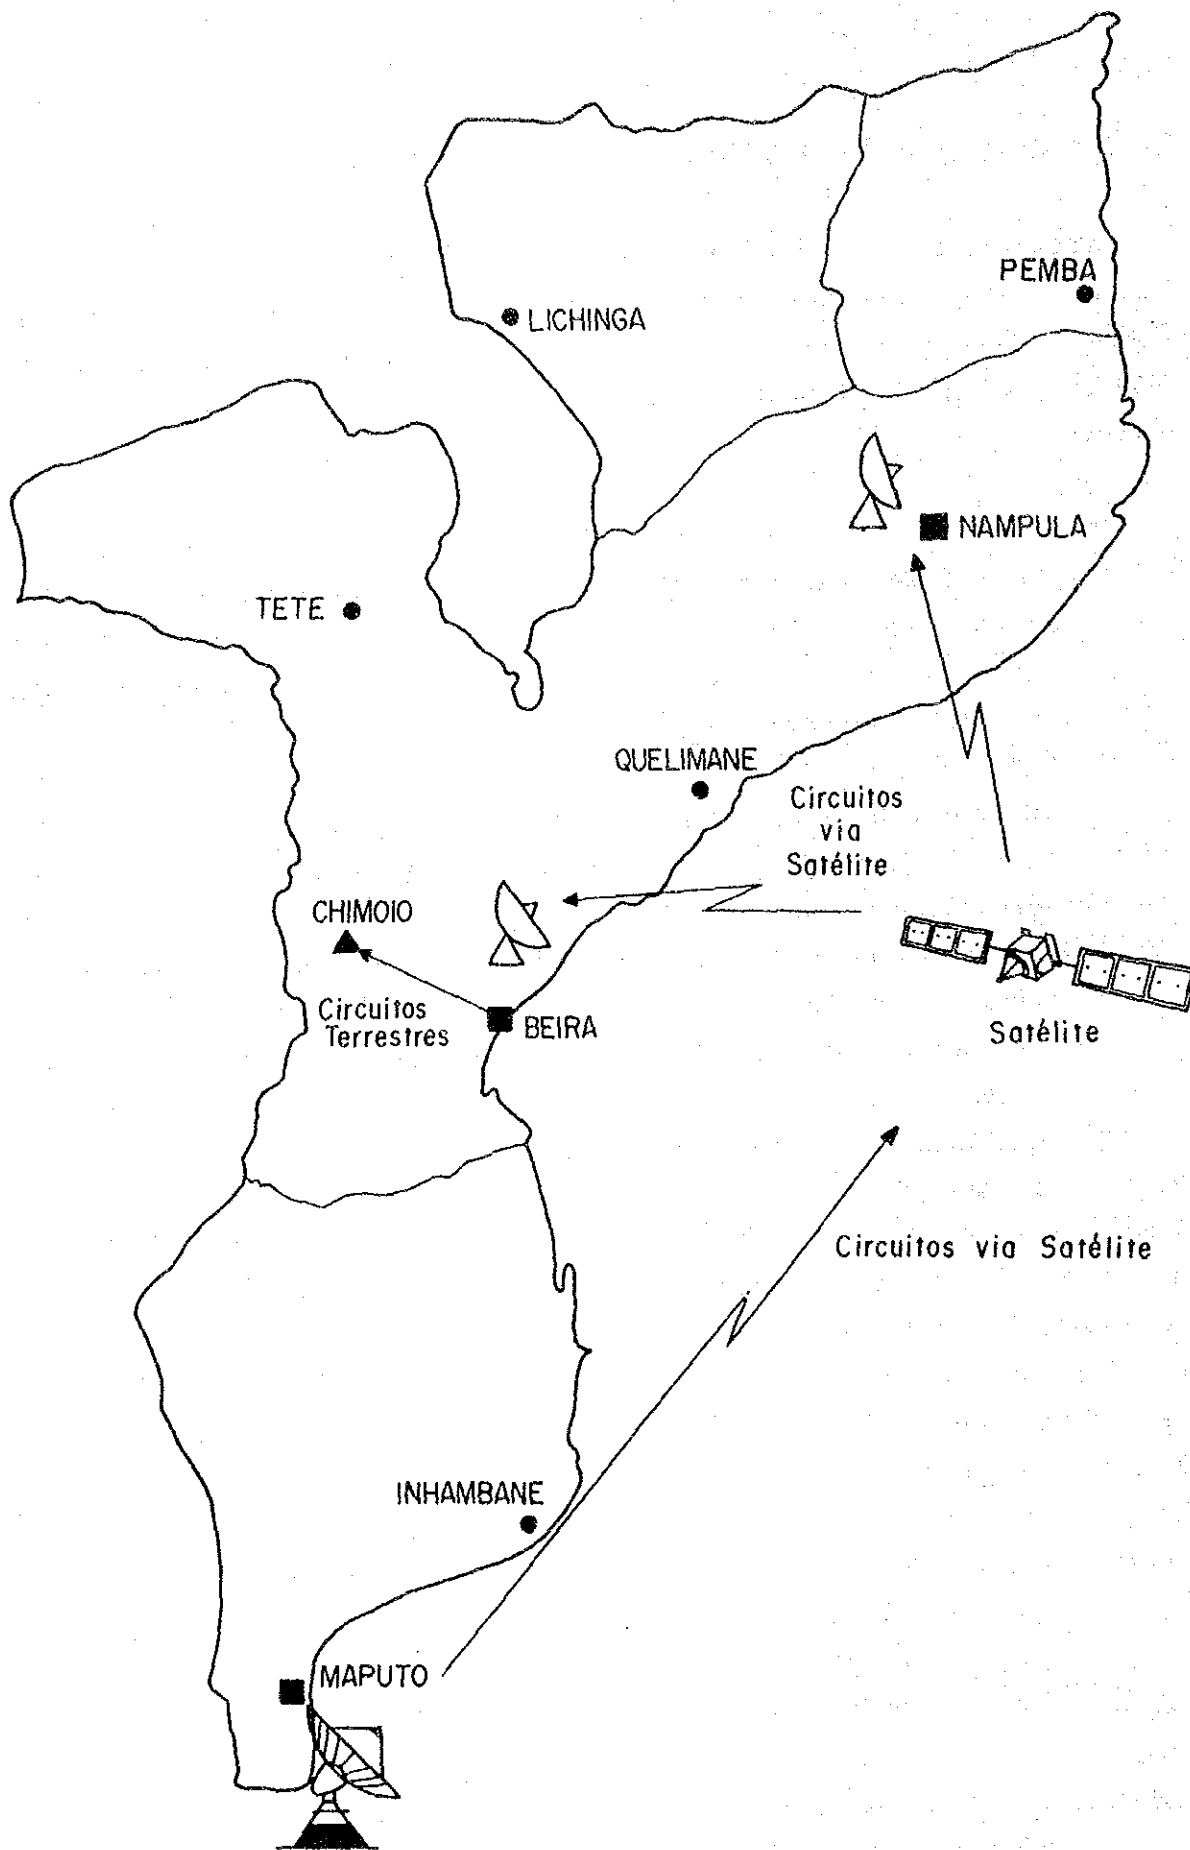 PEMBA
LICHINGA
NAMPULA
TETE
QUELIMANE
Circuitos
via
Satélite
CHIMOIO
Circuitos
Terrestres
BEIRA
Satélite
Circuitos via Satélite
INHAMBANE
MAPUTO